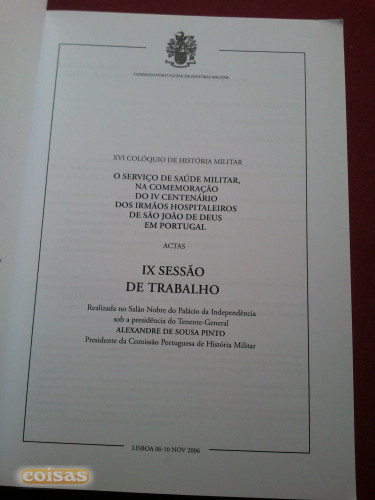 COMISSÃO PORTUGUESA DE HISTÓRIA MILITAR
XVI COLÓQUIO DE HISTÓRIA MILITAR
O SERVIÇO DE SAÚDE MILITAR,
NA COMEMORAÇÃO
DO IV CENTENÁRIO
DOS IRMÃOS HOSPITALEIROS
DE SÃO JOÃO DE DEUS
EM PORTUGAL
ACTAS
IX SESSÃO
DE TRABALHO
Realizada no Salão Nobre do Palácio da Independência
sob a presidência do Tenente-General
ALEXANDRE DE SOUSA PINTO
Presidente da Comissão Portuguesa de História Militar
LISBOA 06-10 NOV 2006
coisas